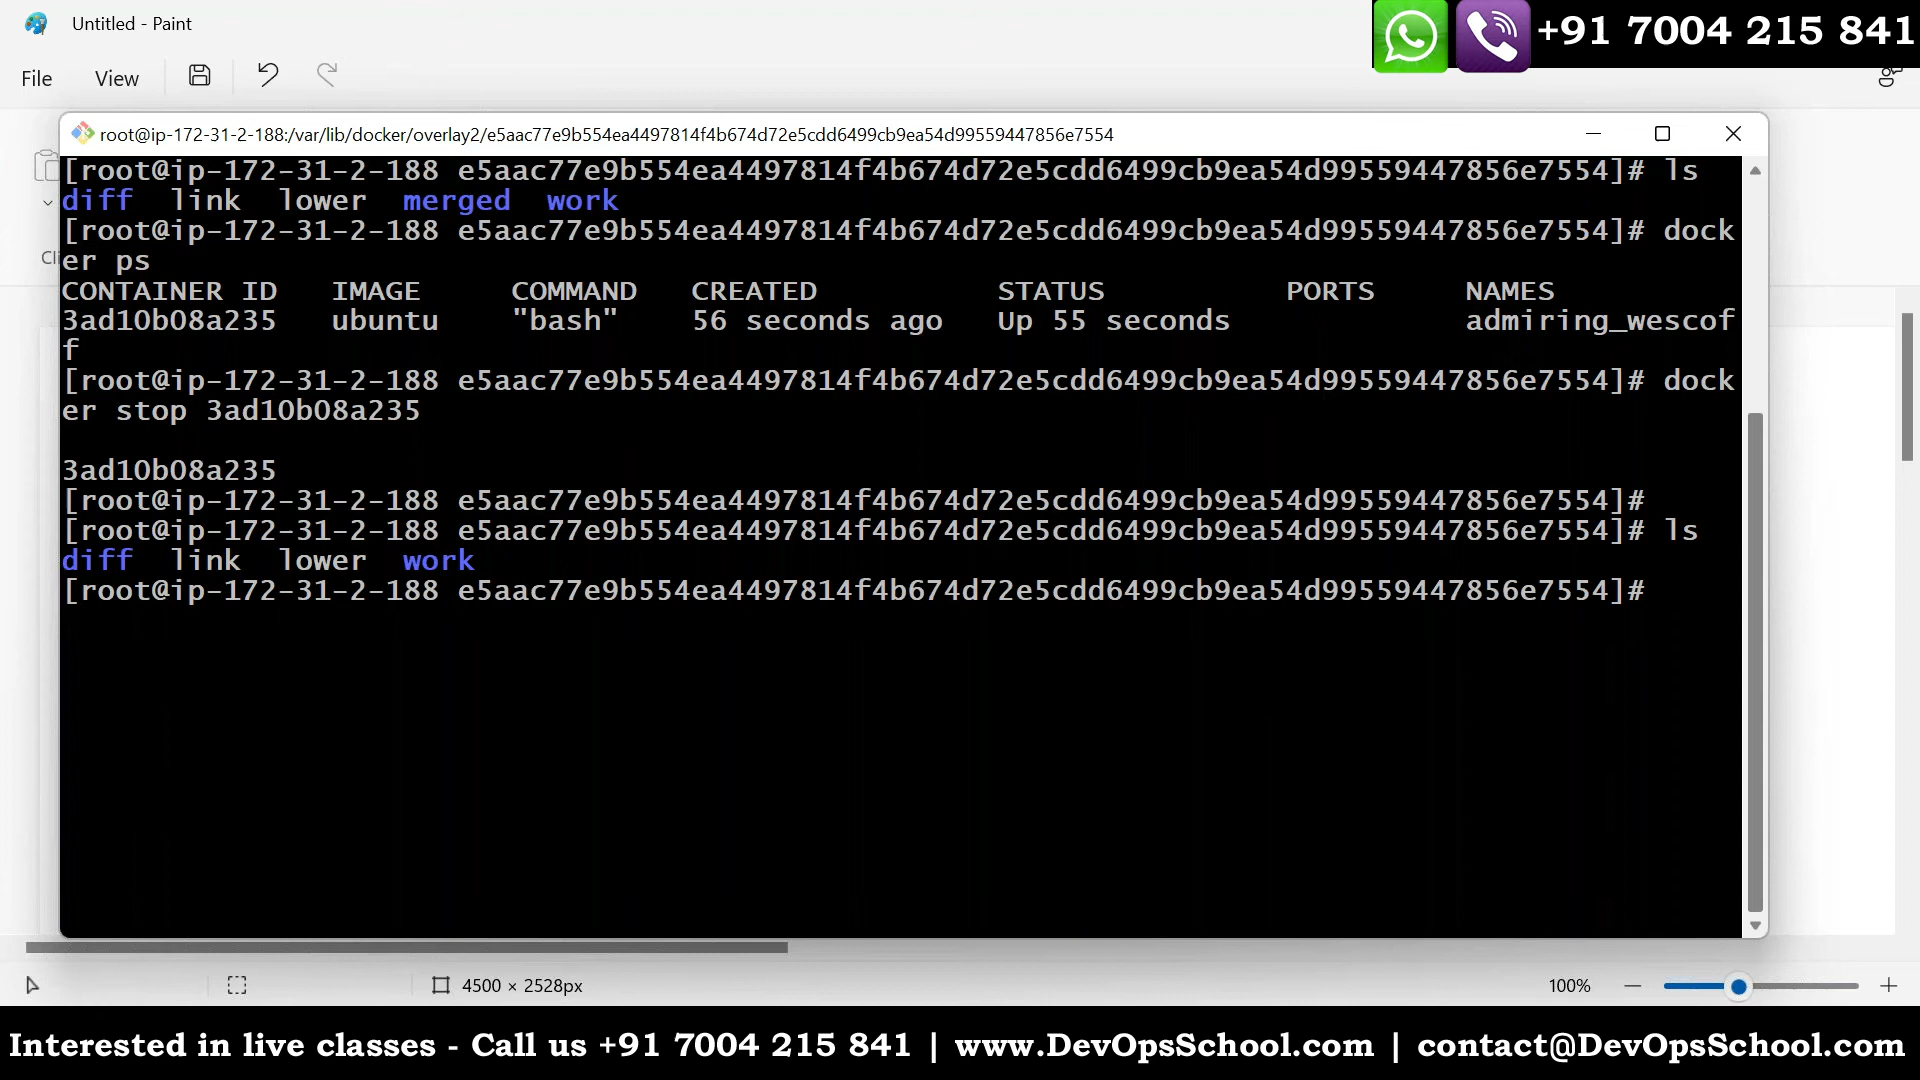 Untitled - Paint
+91 7004 215 841
File View
root@ip-172-31-2-188:/var/lib/docker/overlay2/e5aac77e9b554ea4497814f4b674d72e5cdd6499cb9ea54d99559447856e7554
[root@ip-172-31-2-188 e5aac77e9b554ea4497814f4b674d72e5cdd6499cb9ea54d99559447856e7554]# ls
diff link lower merged work
[root@ip-172-31-2-188 e5aac77e9b554ea4497814f4b674d72e5cdd6499cb9ea54d99559447856e7554]# dock
er ps
CONTAINER ID IMAGE COMMAND CREATED STATUS PORTS NAMES
3ad10b08a235 ubuntu "bash" 56 seconds ago Up 55 seconds admiring_wescof
f
[root@ip-172-31-2-188 e5aac77e9b554ea4497814f4b674d72e5cdd6499cb9ea54d99559447856e7554]# dock
er stop 3ad10b08a235
3ad10b08a235
[root@ip-172-31-2-188 e5aac77e9b554ea4497814f4b674d72e5cdd6499cb9ea54d99559447856e7554]#
[root@ip-172-31-2-188 e5aac77e9b554ea4497814f4b674d72e5cdd6499cb9ea54d99559447856e7554]# ls
diff link lower work
[root@ip-172-31-2-188 e5aac77e9b554ea4497814f4b674d72e5cdd6499cb9ea54d99559447856e7554]#
4500 × 2528px
100%
Interested in live classes - Call us +91 7004 215 841 | www.DevOpsSchool.com | contact@DevOpsSchool.com